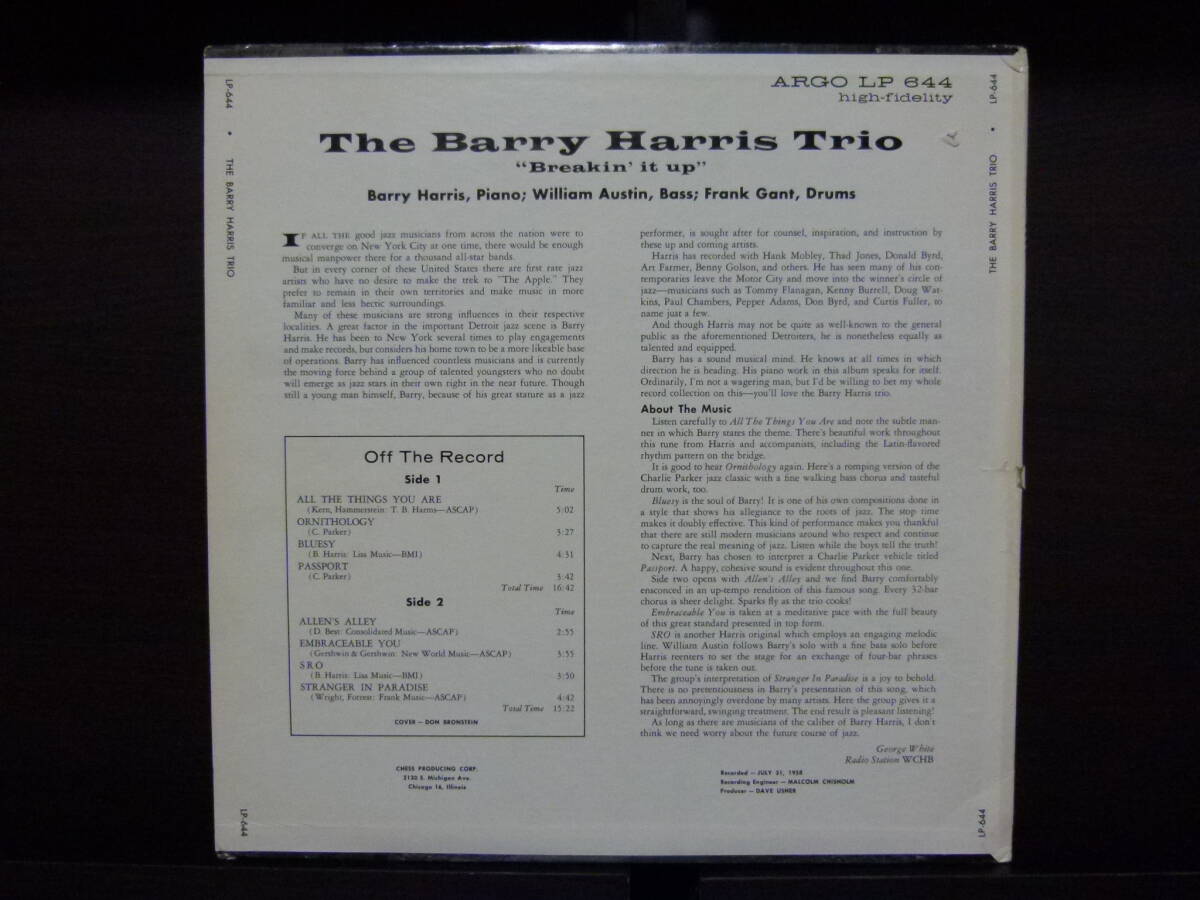 ARGO LP 644
high-fidelity
LP-644 • THE BARRY HARRIS TRIO
THE BARRY HARRIS TRIO • LP-644
The Barry Harris Trio
“Breakin' it up”
Barry Harris, Piano; William Austin, Bass; Frank Gant, Drums
IF ALL THE good jazz musicians from across the nation were to
converge on New York City at one time, there would be enough
musical manpower there for a thousand all-star bands.
But in every corner of these United States there are first rate jazz
artists who have no desire to make the trek to "The Apple." They
prefer to remain in their own territories and make music in more
familiar and less hectic surroundings.
Many of these musicians are strong influences in their respective
localities. A great factor in the important Detroit jazz scene is Barry
Harris. He has been to New York several times to play engagements
and make records, but considers his home town to be a more likeable base
of operations. Barry has influenced countless musicians and is currently
the moving force behind a group of talented youngsters who no doubt
will emerge as jazz stars in their own right in the near future. Though
still a young man himself, Barry, because of his great stature as a jazz
Off The Record
Side 1
Time
ALL THE THINGS YOU ARE
(Kern, Hammerstein: T. B. Harms—ASCAP) 5:02
ORNITHOLOGY
(C. Parker) 3:27
BLUESY
(B. Harris: Lisa Music—BMI) 4:31
PASSPORT
(C. Parker) 3:42
Total Time 16:42
Side 2
Time
ALLEN'S ALLEY
(D. Best: Consolidated Music—ASCAP) 2:55
EMBRACEABLE YOU
(Gershwin & Gershwin: New World Music—ASCAP) 3:55
S R O
(B. Harris: Lisa Music—BMI) 3:50
STRANGER IN PARADISE
(Wright, Forrest: Frank Music—ASCAP) 4:42
Total Time 15:22
COVER — DON BRONSTEIN
CHESS PRODUCING CORP.
2120 S. Michigan Ave.
Chicago 16, Illinois
performer, is sought after for counsel, inspiration, and instruction by
these up and coming artists.
Harris has recorded with Hank Mobley, Thad Jones, Donald Byrd,
Art Farmer, Benny Golson, and others. He has seen many of his con-
temporaries leave the Motor City and move into the winner's circle of
jazz—musicians such as Tommy Flanagan, Kenny Burrell, Doug Wat-
kins, Paul Chambers, Pepper Adams, Don Byrd, and Curtis Fuller, to
name just a few.
And though Harris may not be quite as well-known to the general
public as the aforementioned Detroiters, he is nonetheless equally as
talented and equipped.
Barry has a sound musical mind. He knows at all times in which
direction he is heading. His piano work in this album speaks for itself.
Ordinarily, I'm not a wagering man, but I'd be willing to bet my whole
record collection on this—you'll love the Barry Harris trio.
About The Music
Listen carefully to All The Things You Are and note the subtle man-
ner in which Barry states the theme. There's beautiful work throughout
this tune from Harris and accompanists, including the Latin-flavored
rhythm pattern on the bridge.
It is good to hear Ornithology again. Here's a romping version of the
Charlie Parker jazz classic with a fine walking bass chorus and tasteful
drum work, too.
Bluesy is the soul of Barry! It is one of his own compositions done in
a style that shows his allegiance to the roots of jazz. The stop time
makes it doubly effective. This kind of performance makes you thankful
that there are still modern musicians around who respect and continue
to capture the real meaning of jazz. Listen while the boys tell the truth!
Next, Barry has chosen to interpret a Charlie Parker vehicle titled
Passport. A happy, cohesive sound is evident throughout this one.
Side two opens with Allen's Alley and we find Barry comfortably
ensconced in an up-tempo rendition of this famous song. Every 32-bar
chorus is sheer delight. Sparks fly as the trio cooks!
Embraceable You is taken at a meditative pace with the full beauty
of this great standard presented in top form.
SRO is another Harris original which employs an engaging melodic
line. William Austin follows Barry's solo with a fine bass solo before
Harris reenters to set the stage for an exchange of four-bar phrases
before the tune is taken out.
The group's interpretation of Stranger In Paradise is a joy to behold.
There is no pretentiousness in Barry's presentation of this song, which
has been annoyingly overdone by many artists. Here the group gives it a
straightforward, swinging treatment. The end result is pleasant listening!
As long as there are musicians of the caliber of Barry Harris, I don't
think we need worry about the future course of jazz.
George White
Radio Station WCHB
Recorded — JULY 31, 1958
Recording Engineer — MALCOLM CHISHOLM
Producer — DAVE USHER
LP-644
LP-644